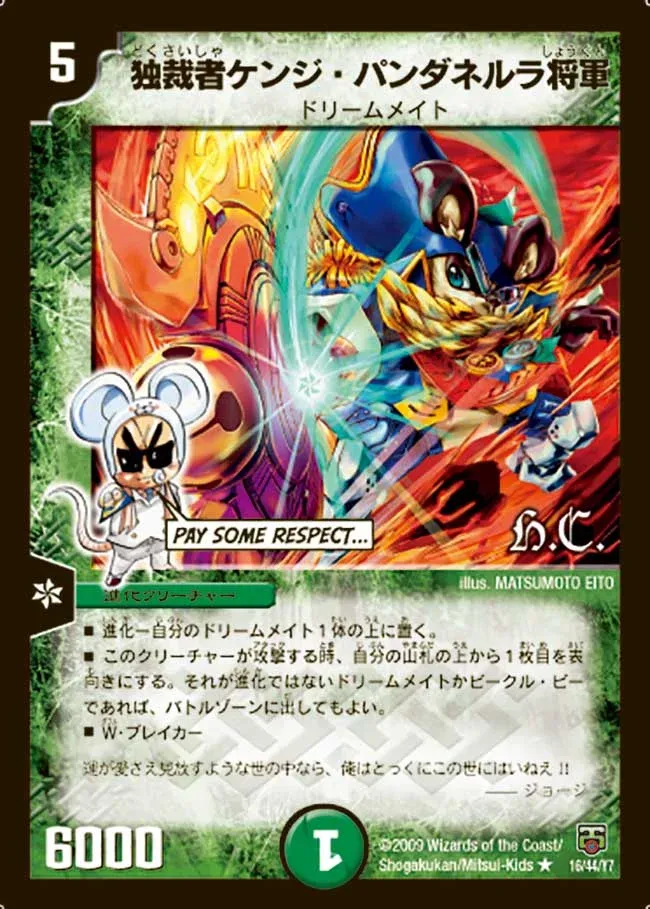 どくさいしゃ しょうぐん
5 独裁者ケンジ・パンダネルラ将軍
ドリームメイト
PAY SOME RESPECT...
H.C.
illus. MATSUMOTO EITO
進化クリーチャー
■ 進化－自分のドリームメイト1体の上に置く。
■ このクリーチャーが攻撃する時、自分の山札の上から1枚目を表
向きにする。それが進化ではないドリームメイトかビークル・ビー
であれば、バトルゾーンに出してもよい。
■ W・ブレイカー
運が愛さえ見放すような世の中なら、俺はとっくにこの世にはいねえ!!
―― ジョージ
6000
1
©2009 Wizards of the Coast/
Shogakukan/Mitsui-Kids ★ 16/44/Y7